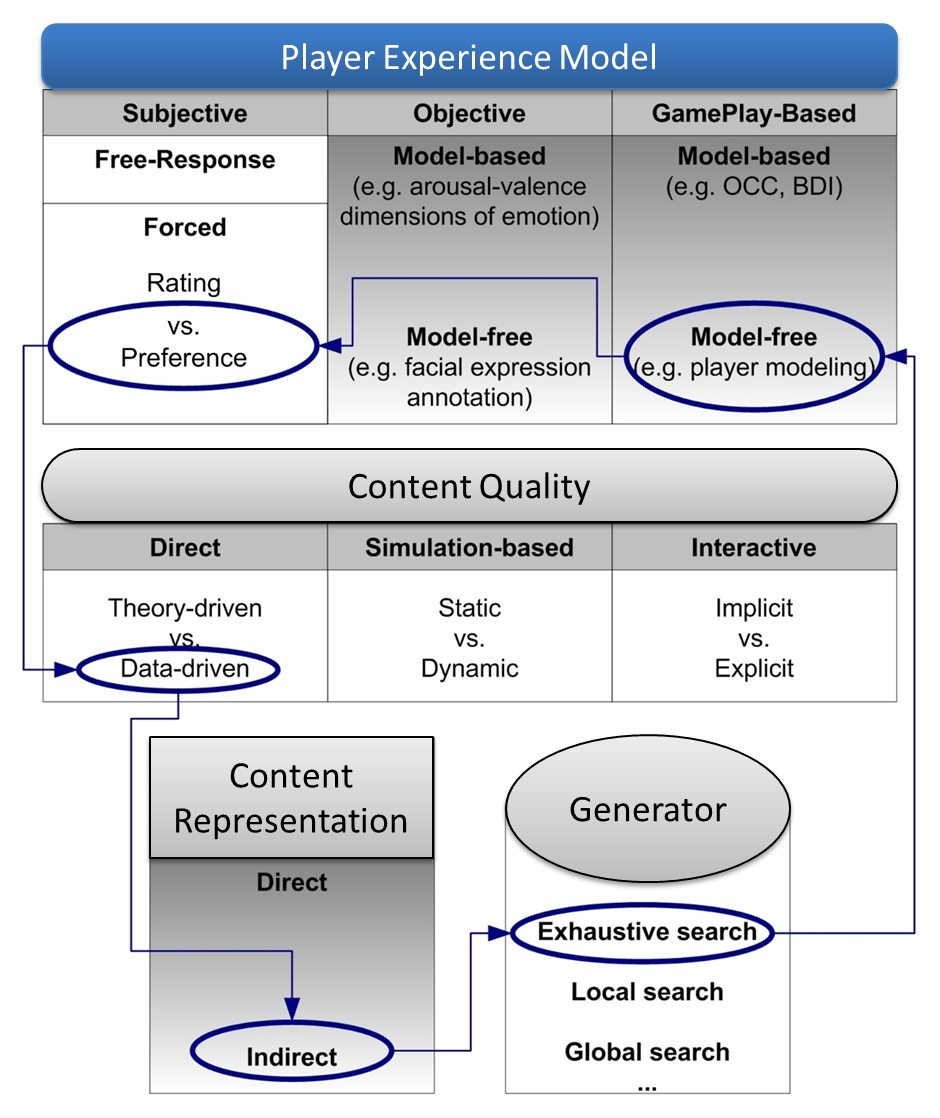 Player Experience Model
Subjective
Objective
GamePlay-Based
Free-Response
Forced
Rating
vs.
Preference
Model-based
(e.g. arousal-valence
dimensions of emotion)
Model-free
(e.g. facial expression
annotation)
Model-based
(e.g. OCC, BDI)
Model-free
(e.g. player modeling)
Content Quality
Direct
Simulation-based
Interactive
Theory-driven
vs.
Data-driven
Static
vs.
Dynamic
Implicit
vs.
Explicit
Content
Representation
Direct
Indirect
Generator
Exhaustive search
Local search
Global search
...